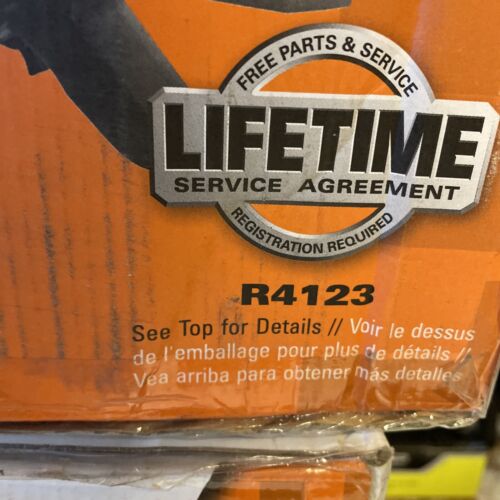 FREE PARTS & SERVICE
LIFETIME
SERVICE AGREEMENT
REGISTRATION REQUIRED
R4123
See Top for Details // Voir le dessus
de l'emballage pour plus de détails //
Vea arriba para obtener más detalles